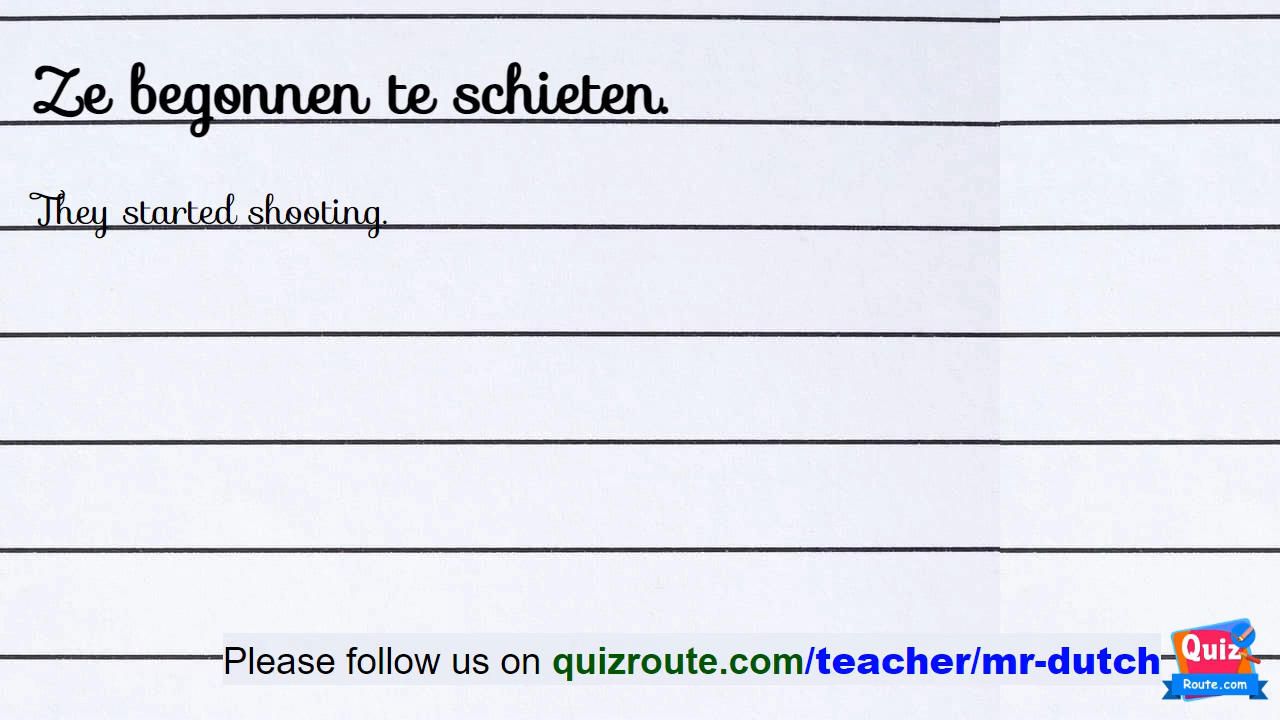 Ze begonnen te schieten.
They started shooting.
Please follow us on quizroute.com/teacher/mr-dutch
Quiz
Route.com